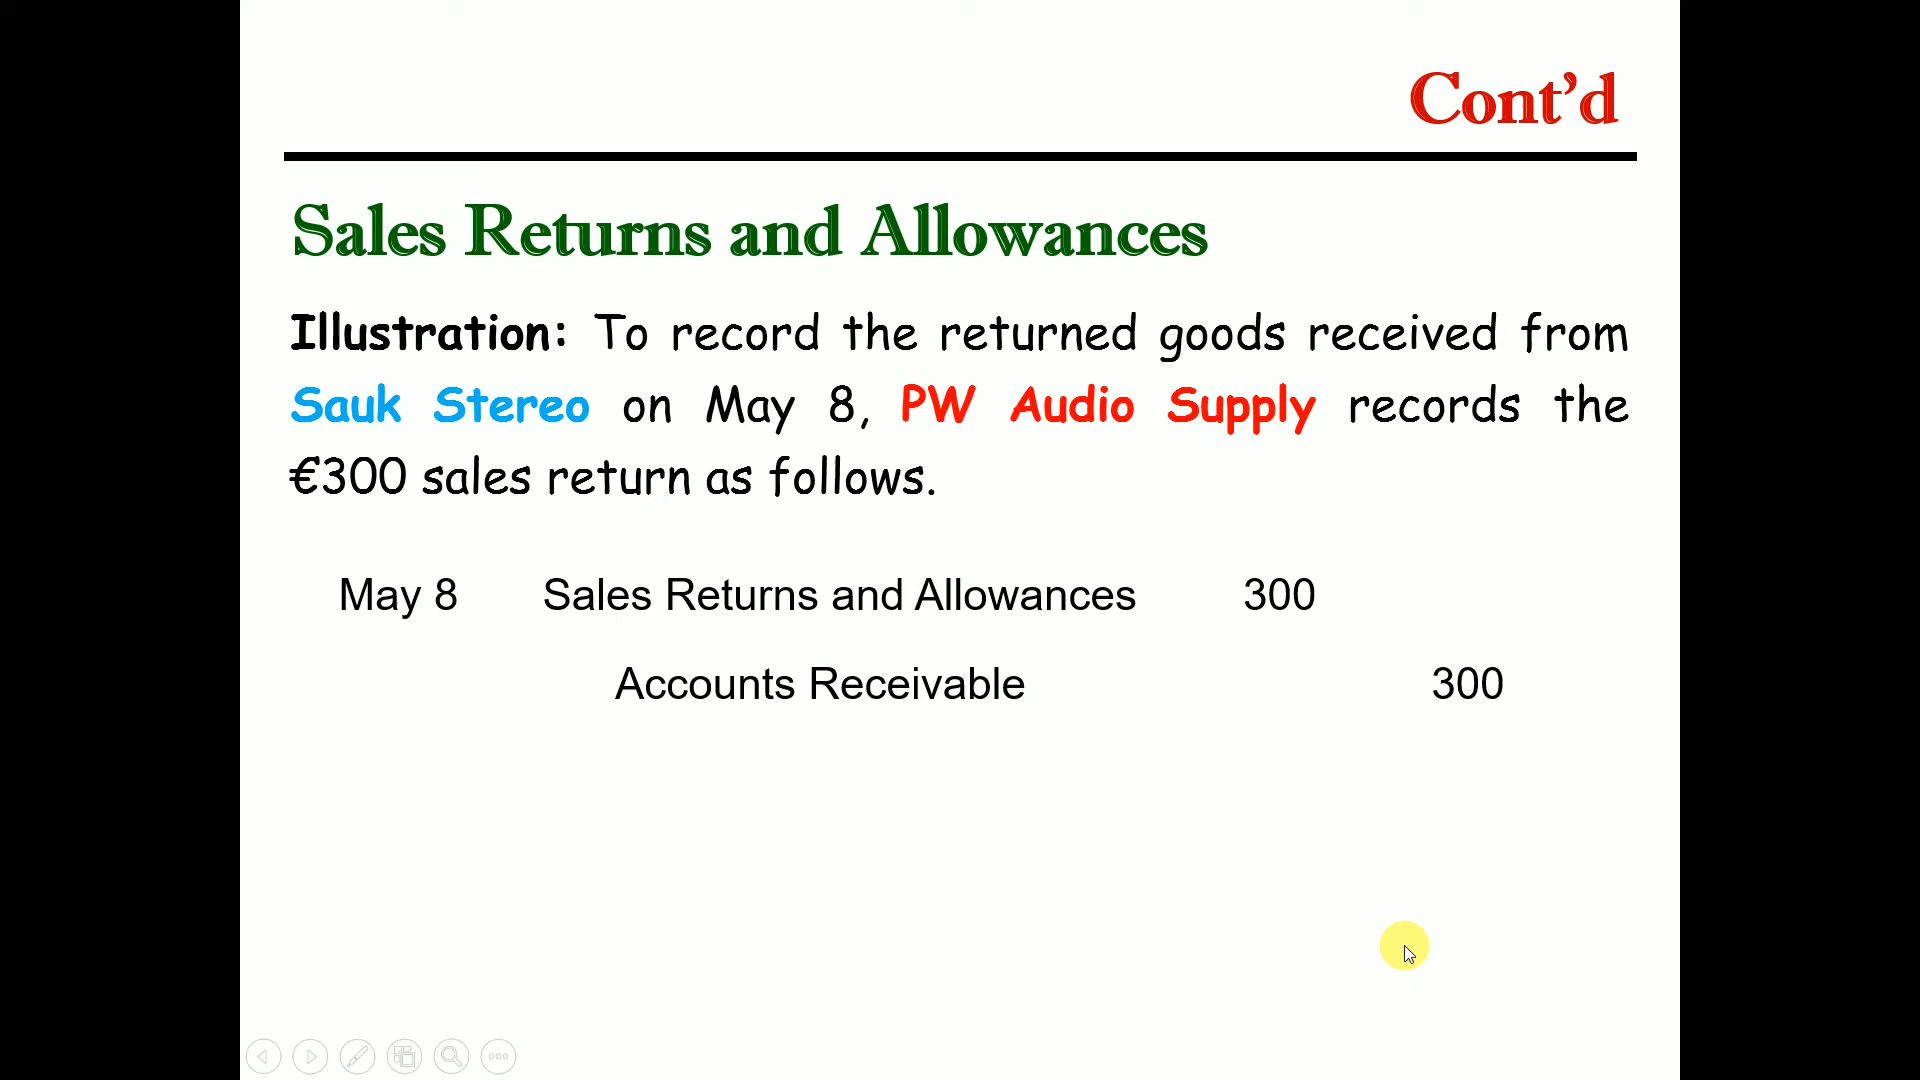 Cont’d
Sales Returns and Allowances
Illustration: To record the returned goods received from
Sauk Stereo on May 8, PW Audio Supply records the
€300 sales return as follows.
May 8 Sales Returns and Allowances 300
Accounts Receivable 300